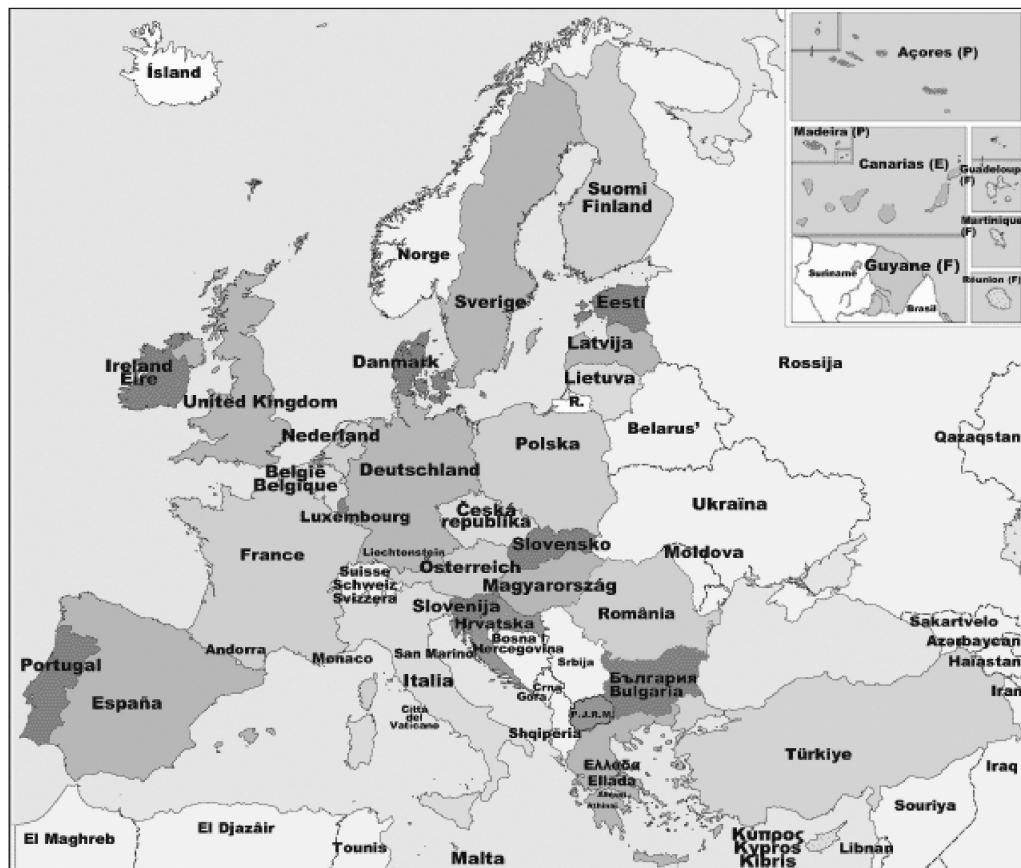 Ísland
Açores (P)
Madeira (P)
Canarias (E)
Guadeloup
(F)
Martinique
(F)
Suriname
Guyane (F)
Brasil
Réunion (F)
Suomi
Finland
Norge
Sverige
Eesti
Latvija
Danmark
Lietuva
R.
Rossija
Ireland
Éire
United Kingdom
Nederland
Polska
Belarus'
Qazaqstan
België
Belgique
Deutschland
Luxembourg
Česká
republika
Ukraïna
Slovensko
Moldova
France
Liechtenstein
Österreich
Suisse
Schweiz
Svizzera
Magyarország
Slovenija
Hrvatska
România
Bosna i
Hercegovina
Sakartvelo
Azərbaycan
Haïastan
Portugal
Andorra
Monaco
San Marino
Srbija
España
Italia
Città
del
Vaticano
Crna
Gora
България
Bulgaria
Iran
F.J.R.M.
Shqipëria
Türkiye
Iraq
Ελλάδα
Ellada
Athinai
Souriya
El Maghreb
El Djazâir
Tounis
Malta
Κύπρος
Kypros
Kibris
Libnan